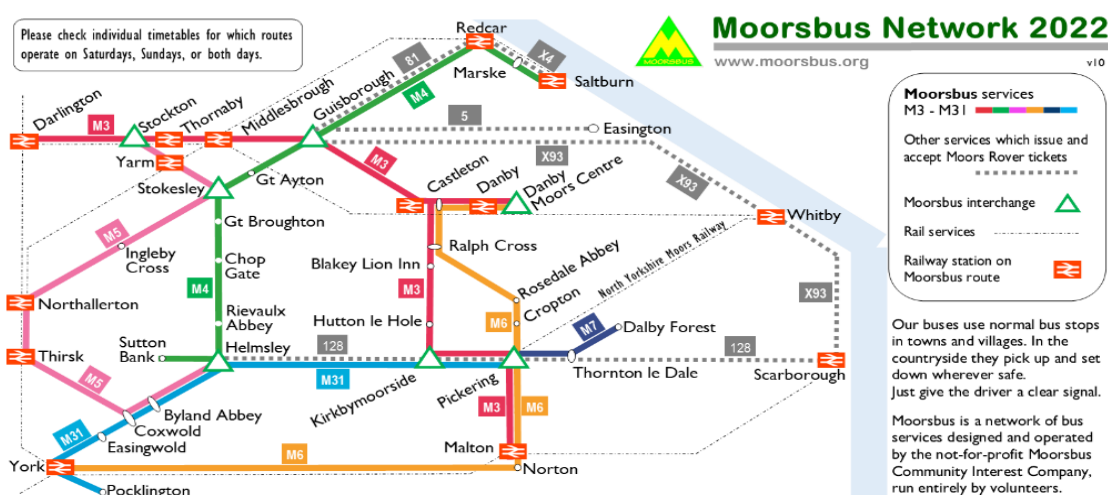 Please check individual timetables for which routes
operate on Saturdays, Sundays, or both days.
MOORSBUS
Moorsbus Network 2022
www.moorsbus.org
v10
Redcar
X4
Marske
Saltburn
81
M4
Guisborough
Middlesbrough
Darlington
M3
Stockton
Thornaby
Yarm
Stokesley
Gt Ayton
5
Easington
X93
X93
M3
Castleton
Danby
Danby
Moors Centre
Whitby
M5
Ingleby
Cross
Gt Broughton
Chop
Gate
Ralph Cross
Blakey Lion Inn
Rosedale Abbey
North Yorkshire Moors Railway
Northallerton
M4
M3
Cropton
X93
Rievaulx
Abbey
Hutton le Hole
M6
M7
Dalby Forest
Thirsk
Sutton
Bank
Helmsley
128
128
M5
M31
Kirkbymoorside
Pickering
Thornton le Dale
Scarborough
Byland Abbey
Coxwold
M31
Easingwold
M3
M6
Malton
York
M6
Norton
Pocklington
Moorsbus services
M3 - M31
Other services which issue and
accept Moors Rover tickets
Moorsbus interchange
Rail services
Railway station on
Moorsbus route
Our buses use normal bus stops
in towns and villages. In the
countryside they pick up and set
down wherever safe.
Just give the driver a clear signal.
Moorsbus is a network of bus
services designed and operated
by the not-for-profit Moorsbus
Community Interest Company,
run entirely by volunteers.